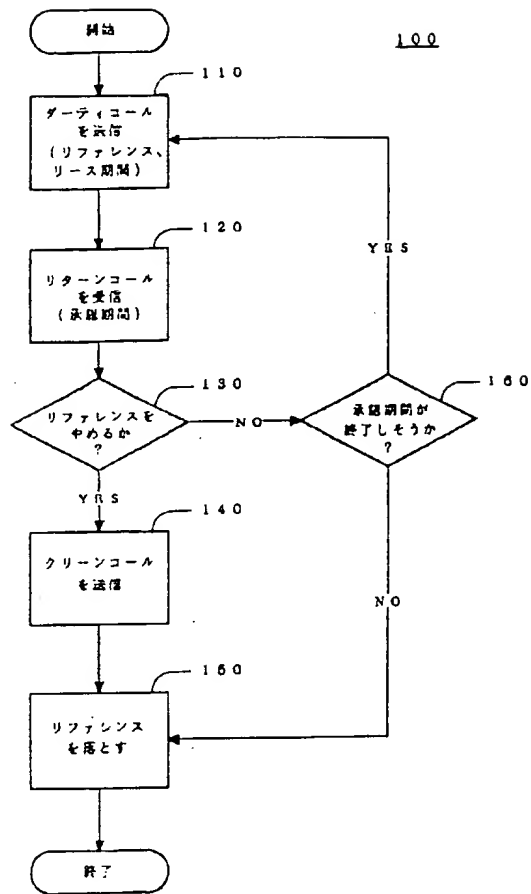 開始
100
110
ダーティコール
を送信
(リファレンス、
リース期間)
120
リターンコール
を受信
(承認期間)
YES
130
リファレンスを
やめるか
?
NO
160
承認期間が
終了しそうか
?
YES
140
クリーンコール
を送信
NO
150
リファレンス
を落とす
終了